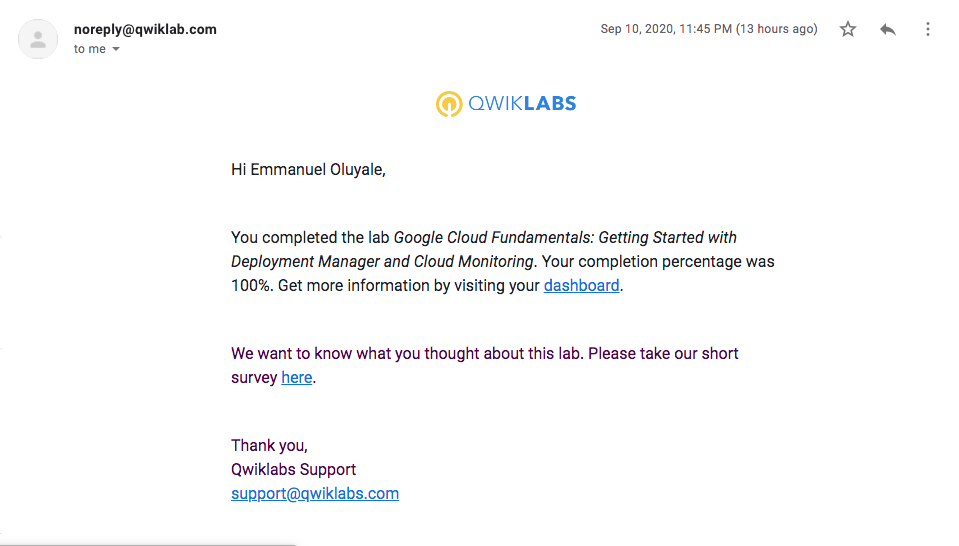 noreply@qwiklab.com
Sep 10, 2020, 11:45 PM (13 hours ago)
to me
QWIKLABS
Hi Emmanuel Oluyale,
You completed the lab Google Cloud Fundamentals: Getting Started with
Deployment Manager and Cloud Monitoring. Your completion percentage was
100%. Get more information by visiting your dashboard.
We want to know what you thought about this lab. Please take our short
survey here.
Thank you,
Qwiklabs Support
support@qwiklabs.com